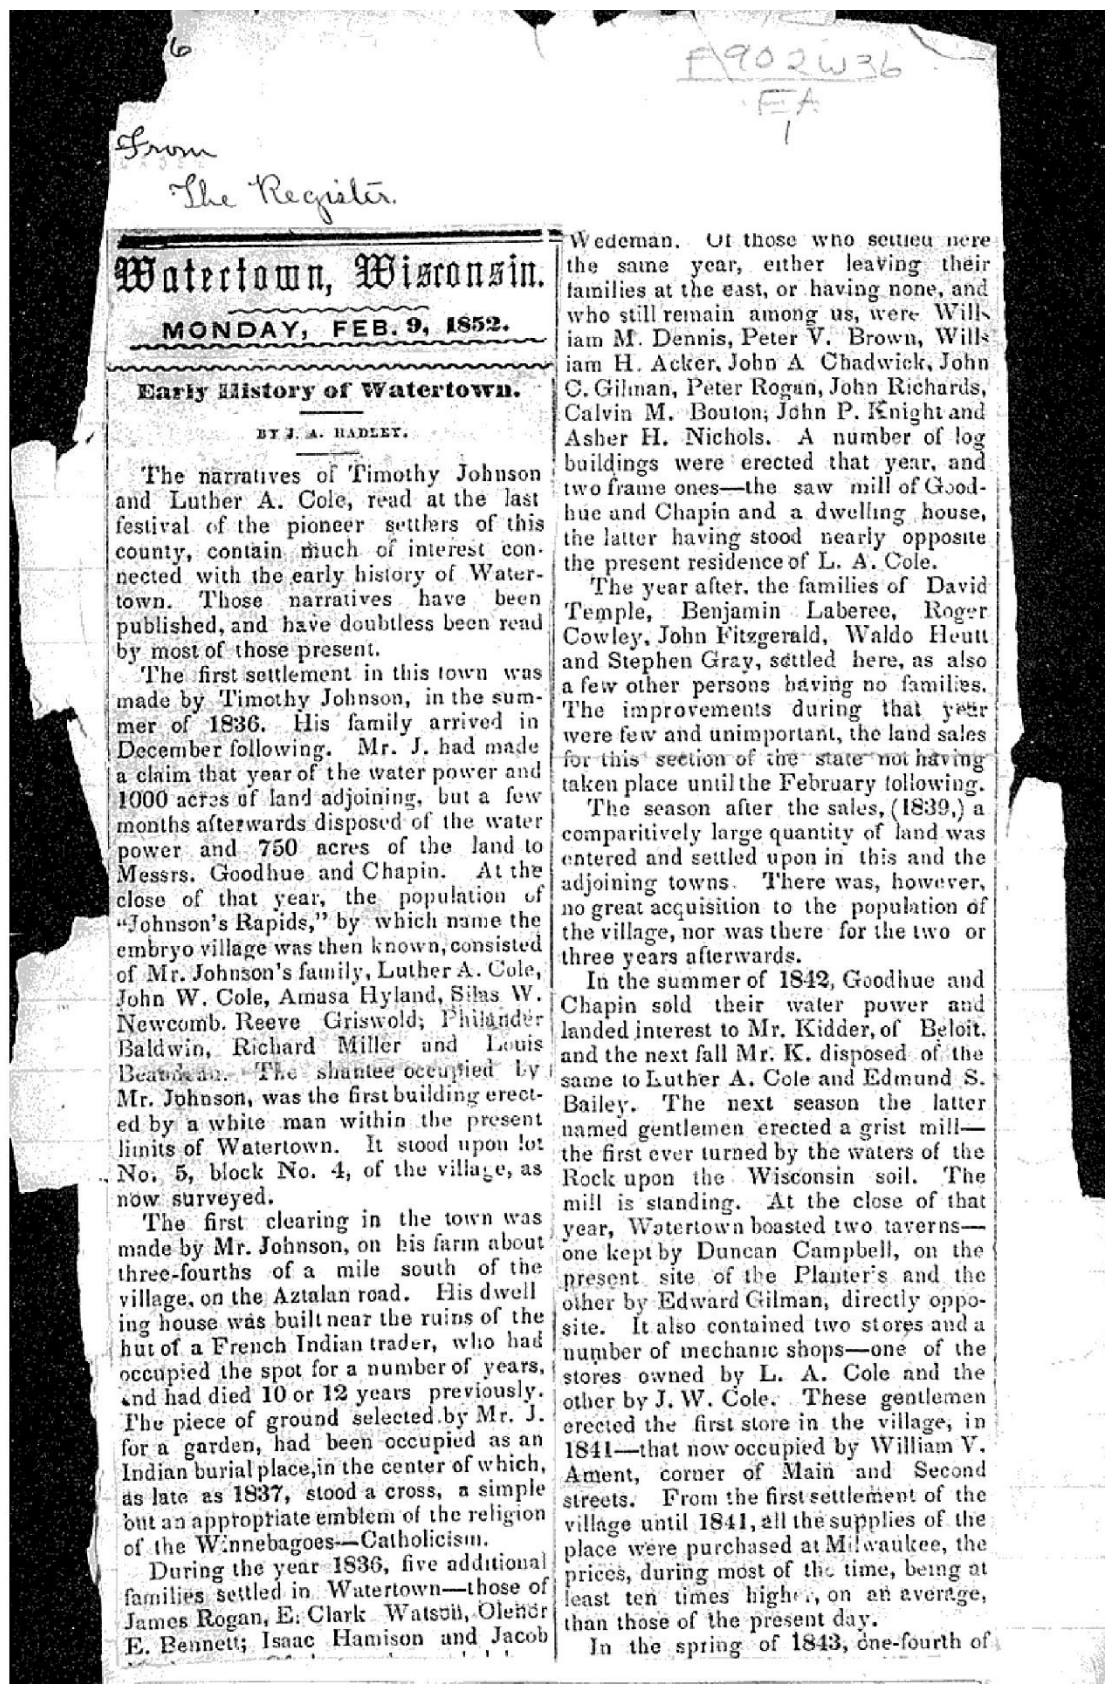 6
F902W36
EA
1
From
The Register.
Watertown, Wisconsin.
MONDAY, FEB. 9, 1852.
Early History of Watertown.
BY J. A. HADLEY.
The narratives of Timothy Johnson
and Luther A. Cole, read at the last
festival of the pioneer settlers of this
county, contain much of interest con-
nected with the early history of Water-
town. Those narratives have been
published, and have doubtless been read
by most of those present.
The first settlement in this town was
made by Timothy Johnson, in the sum-
mer of 1836. His family arrived in
December following. Mr. J. had made
a claim that year of the water power and
1000 acres of land adjoining, but a few
months afterwards disposed of the water
power and 750 acres of the land to
Messrs. Goodhue and Chapin. At the
close of that year, the population of
"Johnson's Rapids," by which name the
embryo village was then known, consisted
of Mr. Johnson's family, Luther A. Cole,
John W. Cole, Amasa Hyland, Silas W.
Newcomb. Reeve Griswold; Philander
Baldwin, Richard Miller and Louis
Beaudeau. The shantee occupied by
Mr. Johnson, was the first building erect-
ed by a white man within the present
limits of Watertown. It stood upon lot
No. 5, block No. 4, of the village, as
now surveyed.
The first clearing in the town was
made by Mr. Johnson, on his farm about
three-fourths of a mile south of the
village, on the Aztalan road. His dwell
ing house was built near the ruins of the
hut of a French Indian trader, who had
occupied the spot for a number of years,
and had died 10 or 12 years previously.
The piece of ground selected by Mr. J.
for a garden, had been occupied as an
Indian burial place, in the center of which,
as late as 1837, stood a cross, a simple
but an appropriate emblem of the religion
of the Winnebagoes—Catholicism.
During the year 1836, five additional
families settled in Watertown—those of
James Rogan, E. Clark Watson, Olenor
E. Bennett; Isaac Hamison and Jacob
Wedeman. Of those who settled here
the same year, either leaving their
families at the east, or having none, and
who still remain among us, were Will-
iam M. Dennis, Peter V. Brown, Will-
iam H. Acker, John A Chadwick, John
C. Gilman, Peter Rogan, John Richards,
Calvin M. Bouton, John P. Knight and
Asher H. Nichols. A number of log
buildings were erected that year, and
two frame ones—the saw mill of Good-
hue and Chapin and a dwelling house,
the latter having stood nearly opposite
the present residence of L. A. Cole.
The year after, the families of David
Temple, Benjamin Laberee, Roger
Cowley, John Fitzgerald, Waldo Heutt
and Stephen Gray, settled here, as also
a few other persons having no families.
The improvements during that year
were few and unimportant, the land sales
for this section of the state not having
taken place until the February following.
The season after the sales, (1839,) a
comparitively large quantity of land was
entered and settled upon in this and the
adjoining towns. There was, however,
no great acquisition to the population of
the village, nor was there for the two or
three years afterwards.
In the summer of 1842, Goodhue and
Chapin sold their water power and
landed interest to Mr. Kidder, of Beloit.
and the next fall Mr. K. disposed of the
same to Luther A. Cole and Edmund S.
Bailey. The next season the latter
named gentlemen erected a grist mill—
the first ever turned by the waters of the
Rock upon the Wisconsin soil. The
mill is standing. At the close of that
year, Watertown boasted two taverns—
one kept by Duncan Campbell, on the
present site of the Planter's and the
other by Edward Gilman, directly oppo-
site. It also contained two stores and a
number of mechanic shops—one of the
stores owned by L. A. Cole and the
other by J. W. Cole. These gentlemen
erected the first store in the village, in
1841—that now occupied by William V.
Ament, corner of Main and Second
streets. From the first settlement of the
village until 1841, all the supplies of the
place were purchased at Milwaukee, the
prices, during most of the time, being at
least ten times higher, on an average,
than those of the present day.
In the spring of 1843, one-fourth of